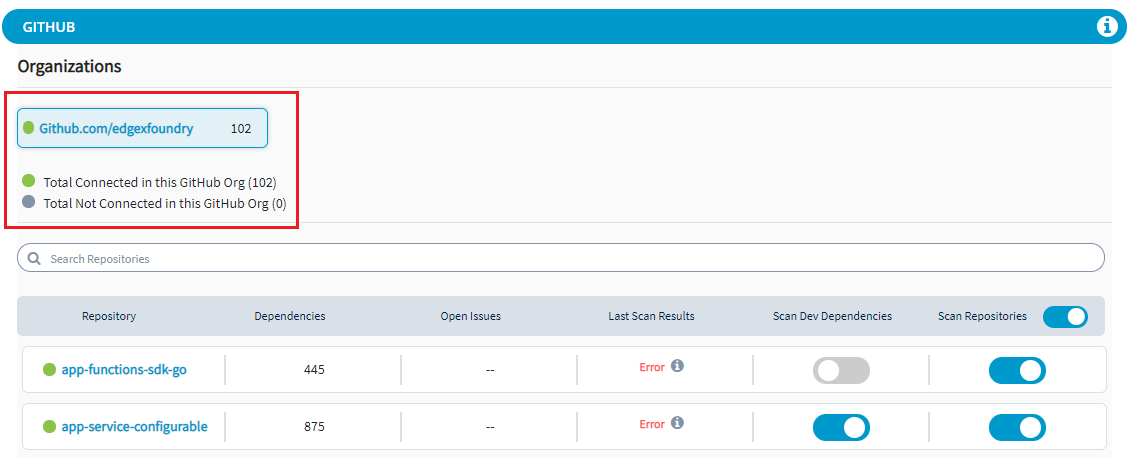 GITHUB
Organizations
Github.com/edgexfoundry 102
Total Connected in this GitHub Org (102)
Total Not Connected in this GitHub Org (0)
Search Repositories
Repository Dependencies Open Issues Last Scan Results Scan Dev Dependencies Scan Repositories
app-functions-sdk-go 445 -- Error
app-service-configurable 875 -- Error